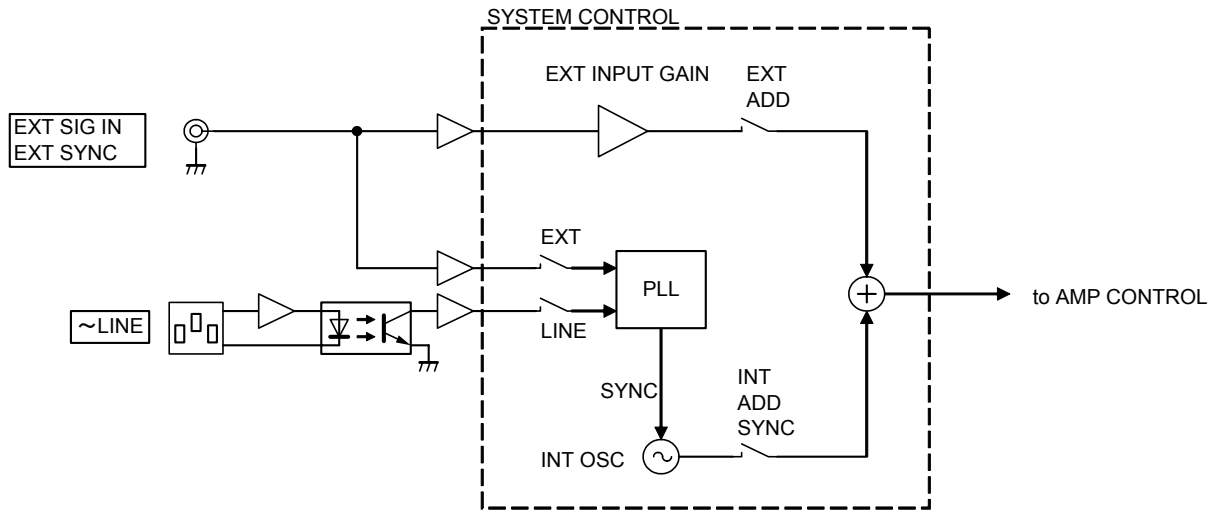 SYSTEM CONTROL
EXT INPUT GAIN
EXT
ADD
EXT SIG IN
EXT SYNC
EXT
PLL
~LINE
LINE
to AMP CONTROL
SYNC
INT
ADD
SYNC
INT OSC